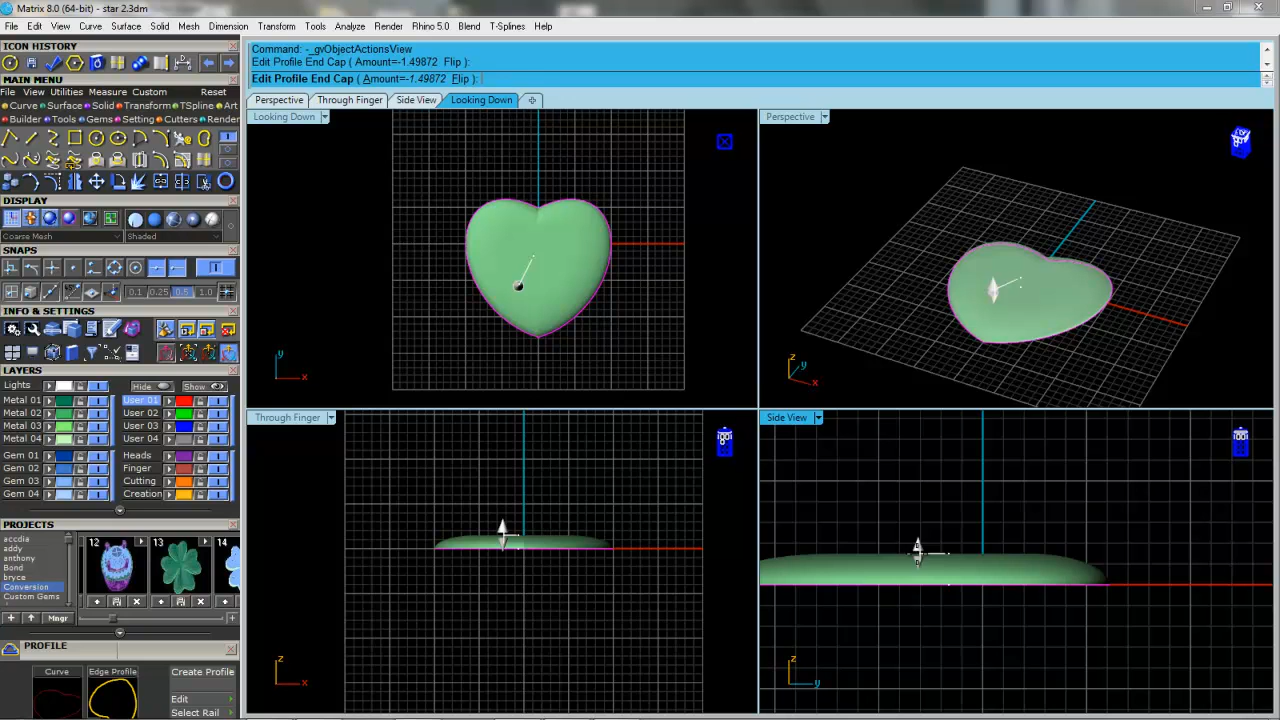 Matrix 8.0 (64-bit) - star 2.3dm
File Edit View Curve Surface Solid Mesh Dimension Transform Tools Analyze Render Rhino 5.0 Blend T-Splines Help
ICON HISTORY
MAIN MENU
File View Utilities Measure Custom Reset
Curve Surface Solid Transform TSpline Art
Builder Tools Gems Setting Cutters Render
DISPLAY
Coarse Mesh Shaded
SNAPS
0.1 0.25 0.5 1.0
INFO & SETTINGS
LAYERS
Lights Hide Show
Metal 01 User 01
Metal 02 User 02
Metal 03 User 03
Metal 04 User 04
Gem 01 Heads
Gem 02 Finger
Gem 03 Cutting
Gem 04 Creation
PROJECTS
accdia
addy
anthony
Bond
bryce
Conversion
Custom Gems
12 13 14
Mngr
PROFILE
Curve Edge Profile Create Profile
Edit
Select Rail
Command: -_gvObjectActionsView
Edit Profile End Cap ( Amount=-1.49872 Flip ):
Edit Profile End Cap ( Amount=-1.49872 Flip ):
Perspective Through Finger Side View Looking Down
Looking Down
y
x
Perspective
z
y
x
Through Finger
z
x
Side View
z
y